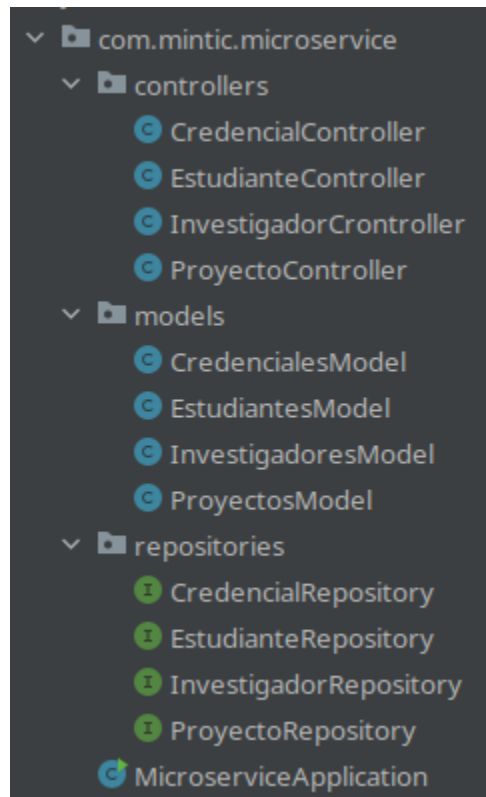 com.mintic.microservice
controllers
C CredencialController
C EstudianteController
C InvestigadorCrontroller
C ProyectoController
models
C CredencialesModel
C EstudiantesModel
C InvestigadoresModel
C ProyectosModel
repositories
I CredencialRepository
I EstudianteRepository
I InvestigadorRepository
I ProyectoRepository
C MicroserviceApplication